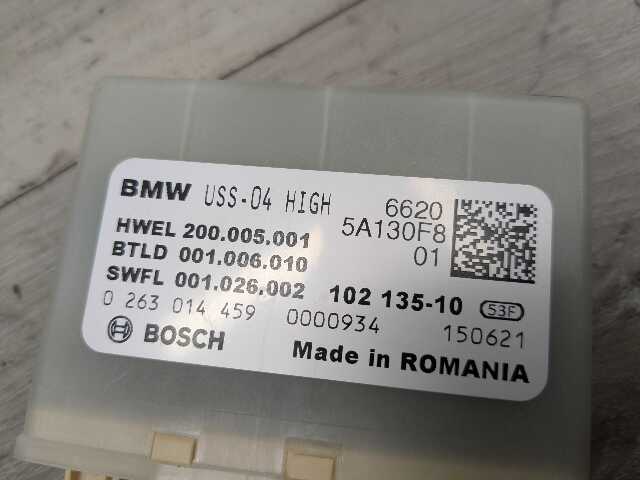 BMW USS-04 HIGH 6620
HWEL 200.005.001 5A130F8
BTLD 001.006.010 01
SWFL 001.026.002 102 135-10 53F
0 263 014 459 0000934 150621
BOSCH Made in ROMANIA